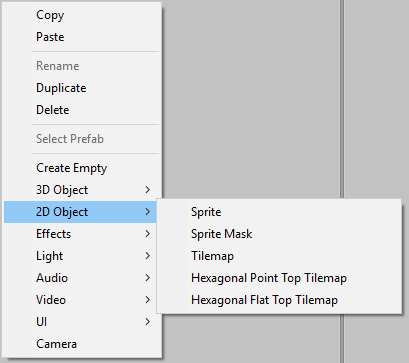 Copy
Paste
Rename
Duplicate
Delete
Select Prefab
Create Empty
3D Object
2D Object
Effects
Light
Audio
Video
UI
Camera
Sprite
Sprite Mask
Tilemap
Hexagonal Point Top Tilemap
Hexagonal Flat Top Tilemap